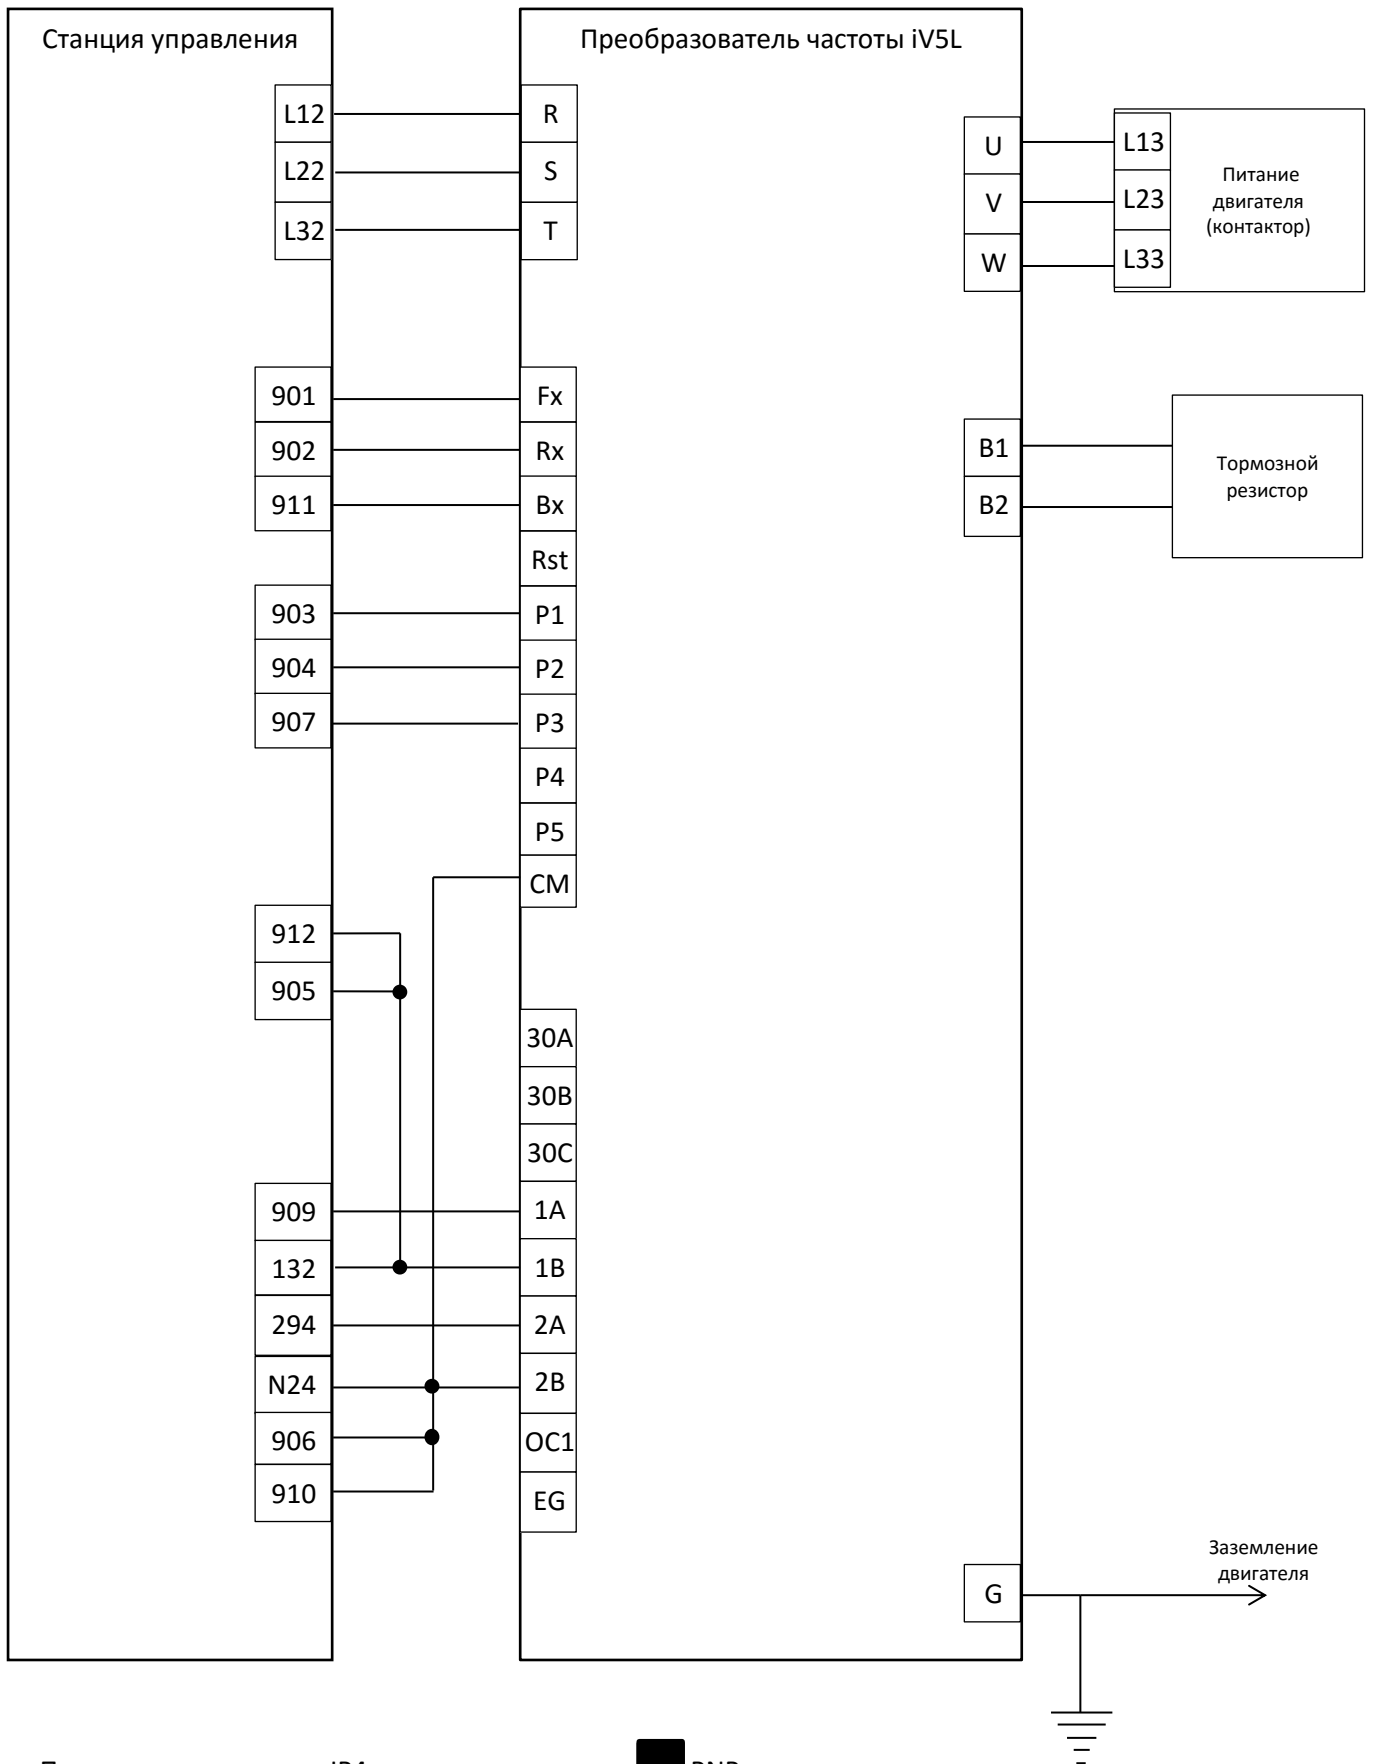 Станция управления
Преобразователь частоты iV5L
L12
R
L22
S
L32
T
U
L13
V
L23
W
L33
Питание
двигателя
(контактор)
901
Fx
902
Rx
911
Bx
Rst
903
P1
904
P2
907
P3
P4
P5
CM
B1
B2
Тормозной
резистор
912
905
30A
30B
30C
909
1A
132
1B
294
2A
N24
2B
906
OC1
910
EG
G
Заземление
двигателя